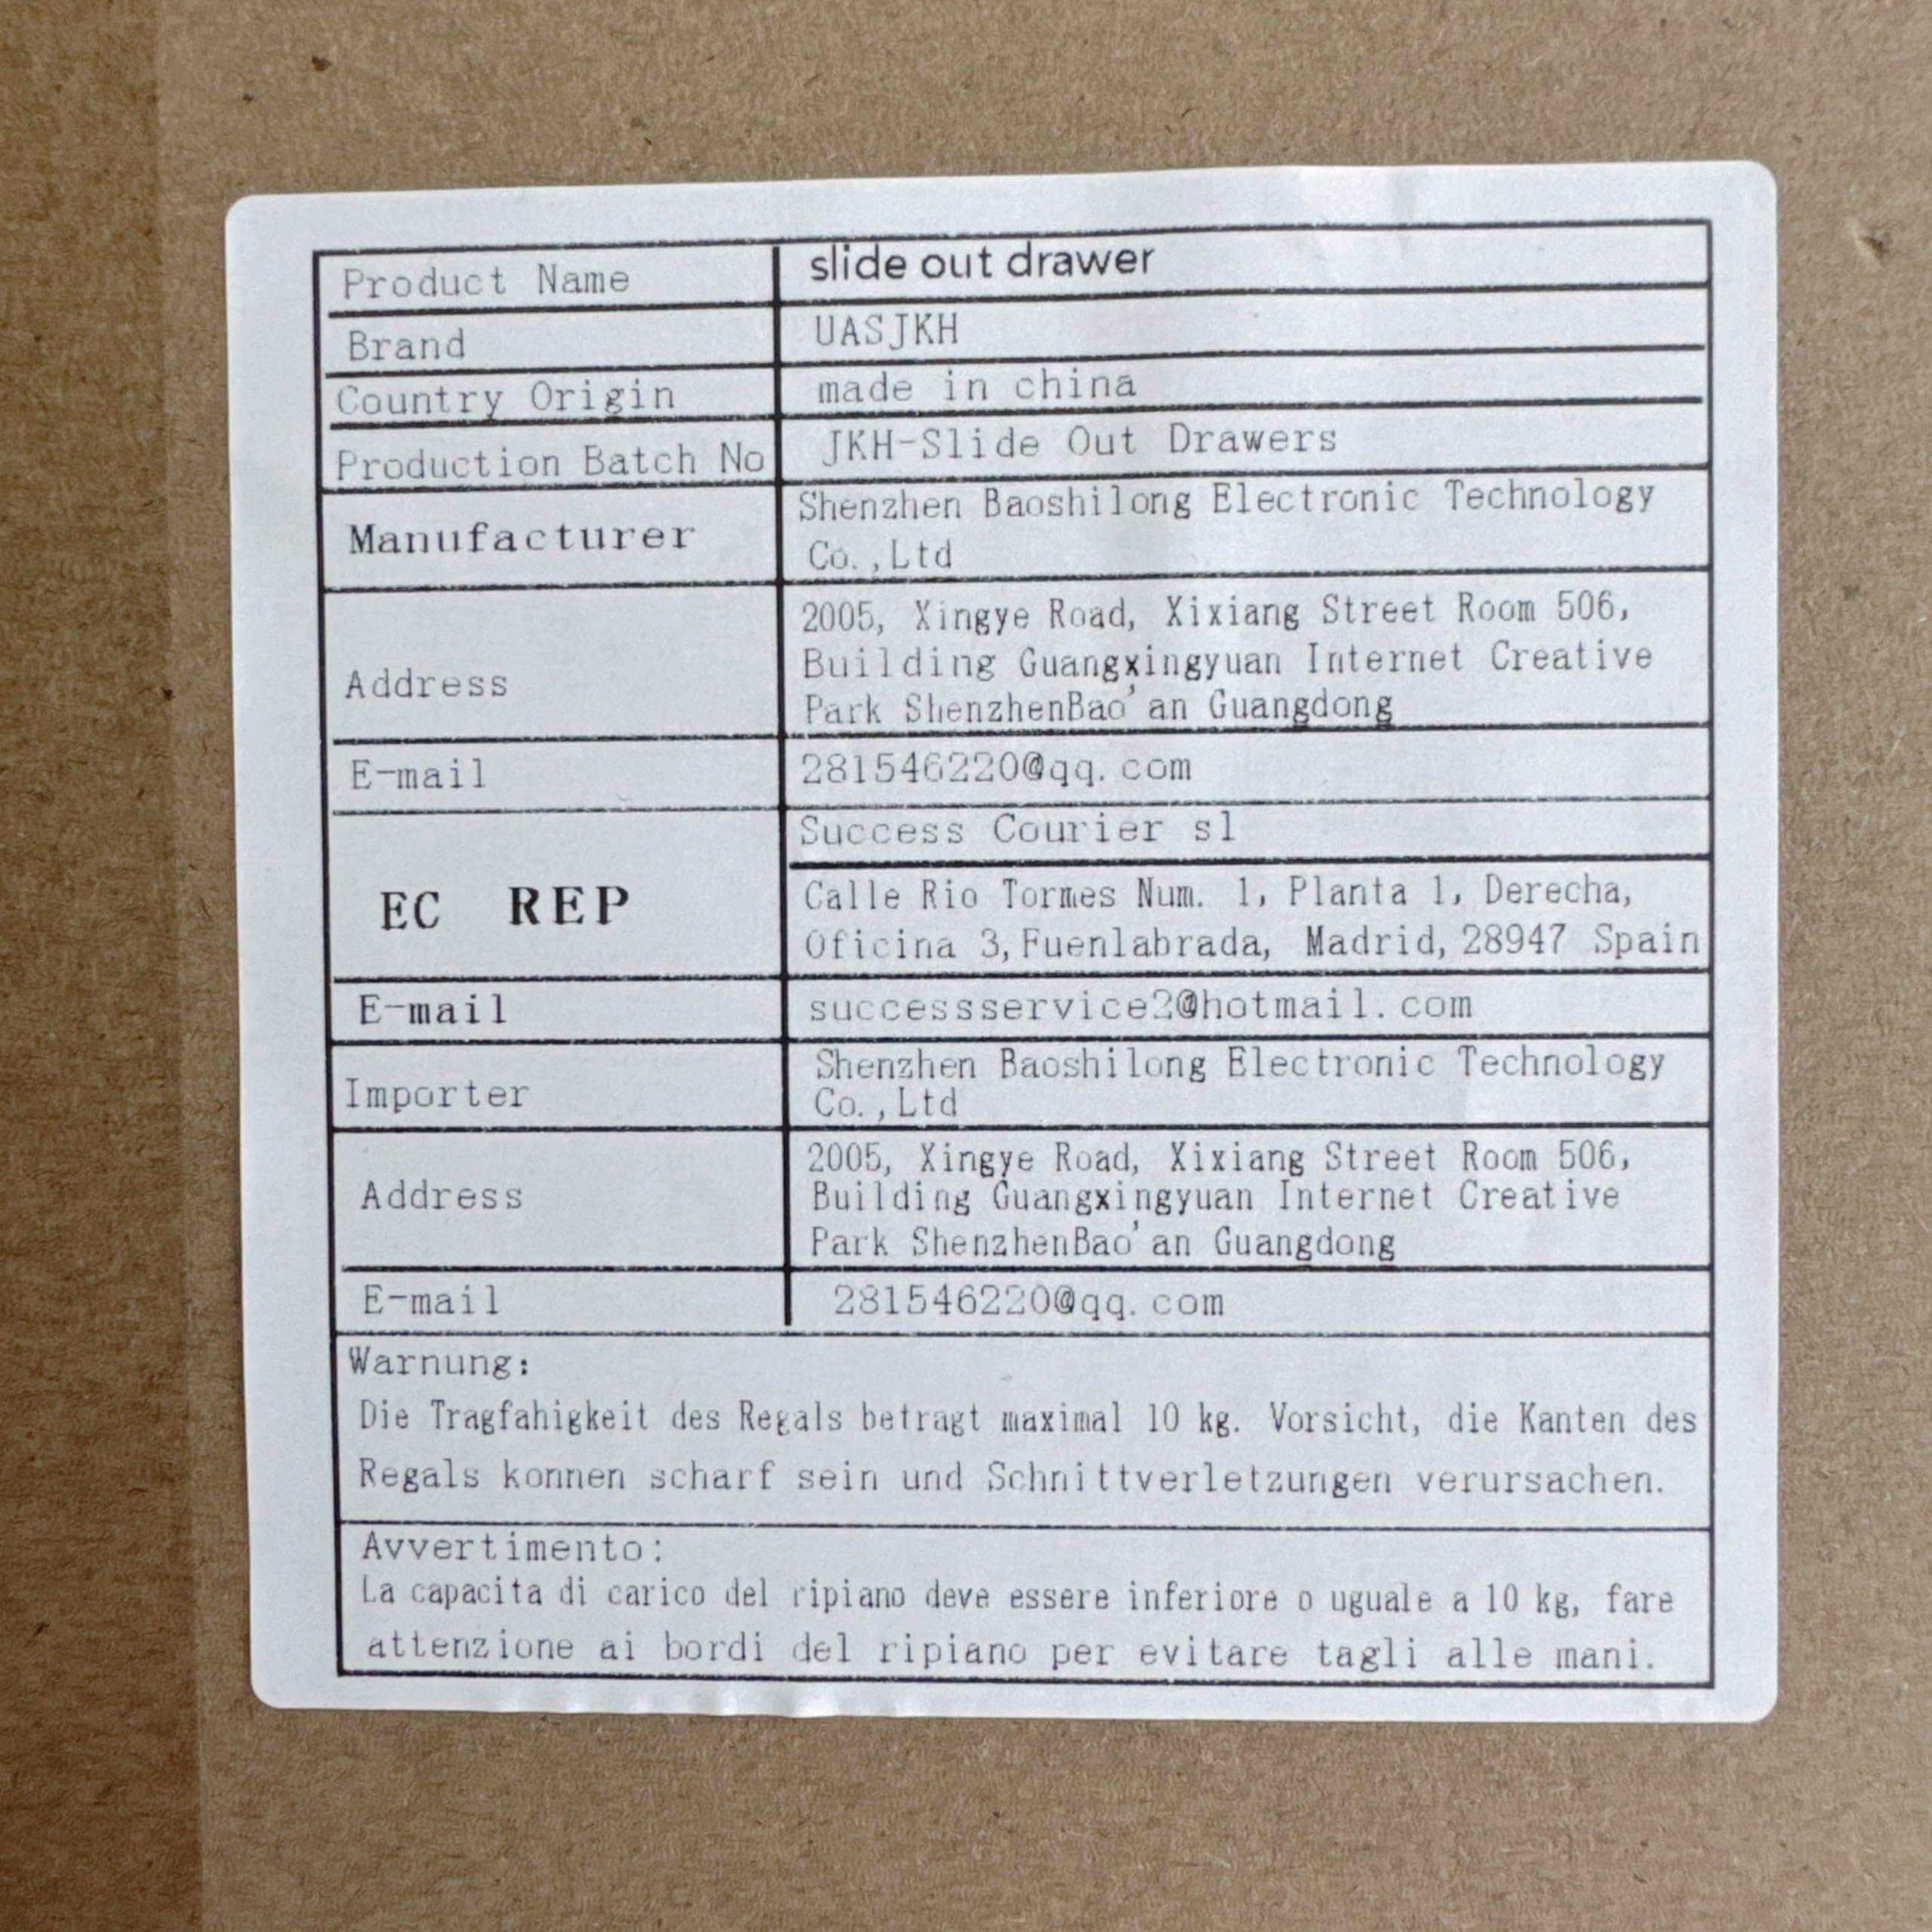 Product Name slide out drawer
Brand UASJKH
Country Origin made in china
Production Batch No JKH-Slide Out Drawers
Manufacturer Shenzhen Baoshilong Electronic Technology
Co.,Ltd
Address 2005, Xingye Road, Xixiang Street Room 506,
Building Guangxingyuan Internet Creative
Park ShenzhenBao'an Guangdong
E-mail 281546220@qq.com
EC REP Success Courier sl
Calle Rio Tormes Num. 1, Planta 1, Derecha,
Oficina 3,Fuenlabrada, Madrid,28947 Spain
E-mail successservice2@hotmail.com
Importer Shenzhen Baoshilong Electronic Technology
Co.,Ltd
Address 2005, Xingye Road, Xixiang Street Room 506,
Building Guangxingyuan Internet Creative
Park ShenzhenBao'an Guangdong
E-mail 281546220@qq.com
Warnung:
Die Tragfahigkeit des Regals betragt maximal 10 kg. Vorsicht, die Kanten des
Regals konnen scharf sein und Schnittverletzungen verursachen.
Avvertimento:
La capacita di carico del ripiano deve essere inferiore o uguale a 10 kg, fare
attenzione ai bordi del ripiano per evitare tagli alle mani.